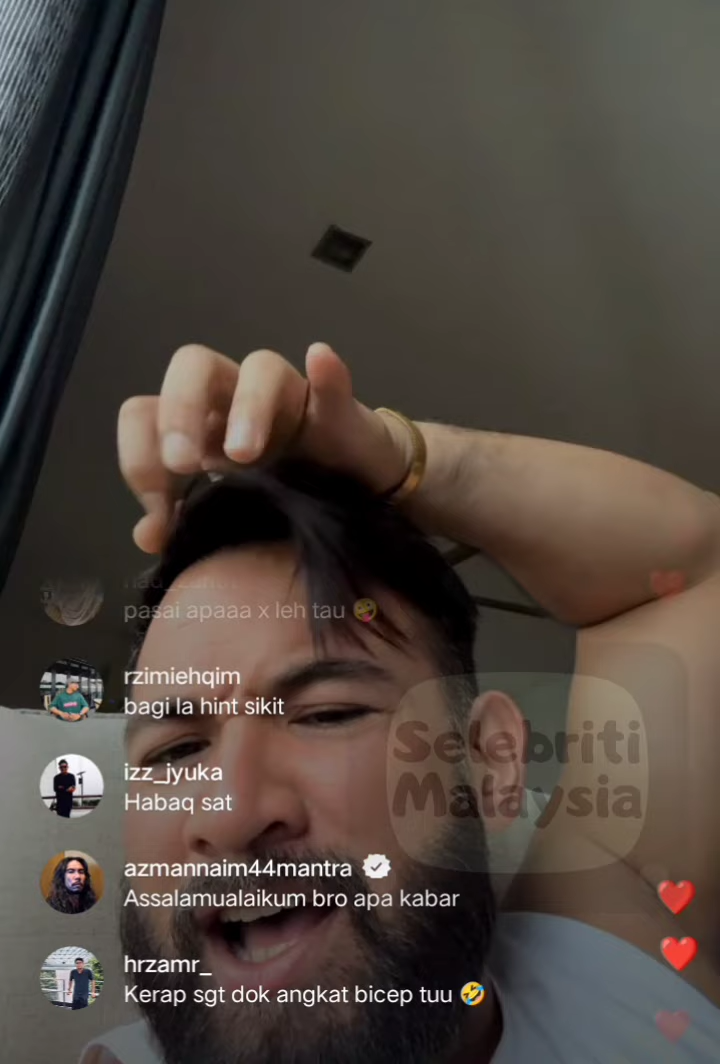 pasai apaaa x leh tau 🤪
rzimiehqim
bagi la hint sikit
izz_jyuka
Habaq sat
azmannaim44mantra
Assalamualaikum bro apa kabar
hrzamr_
Kerap sgt dok angkat bicep tuu 🤣
Selebriti
Malaysia